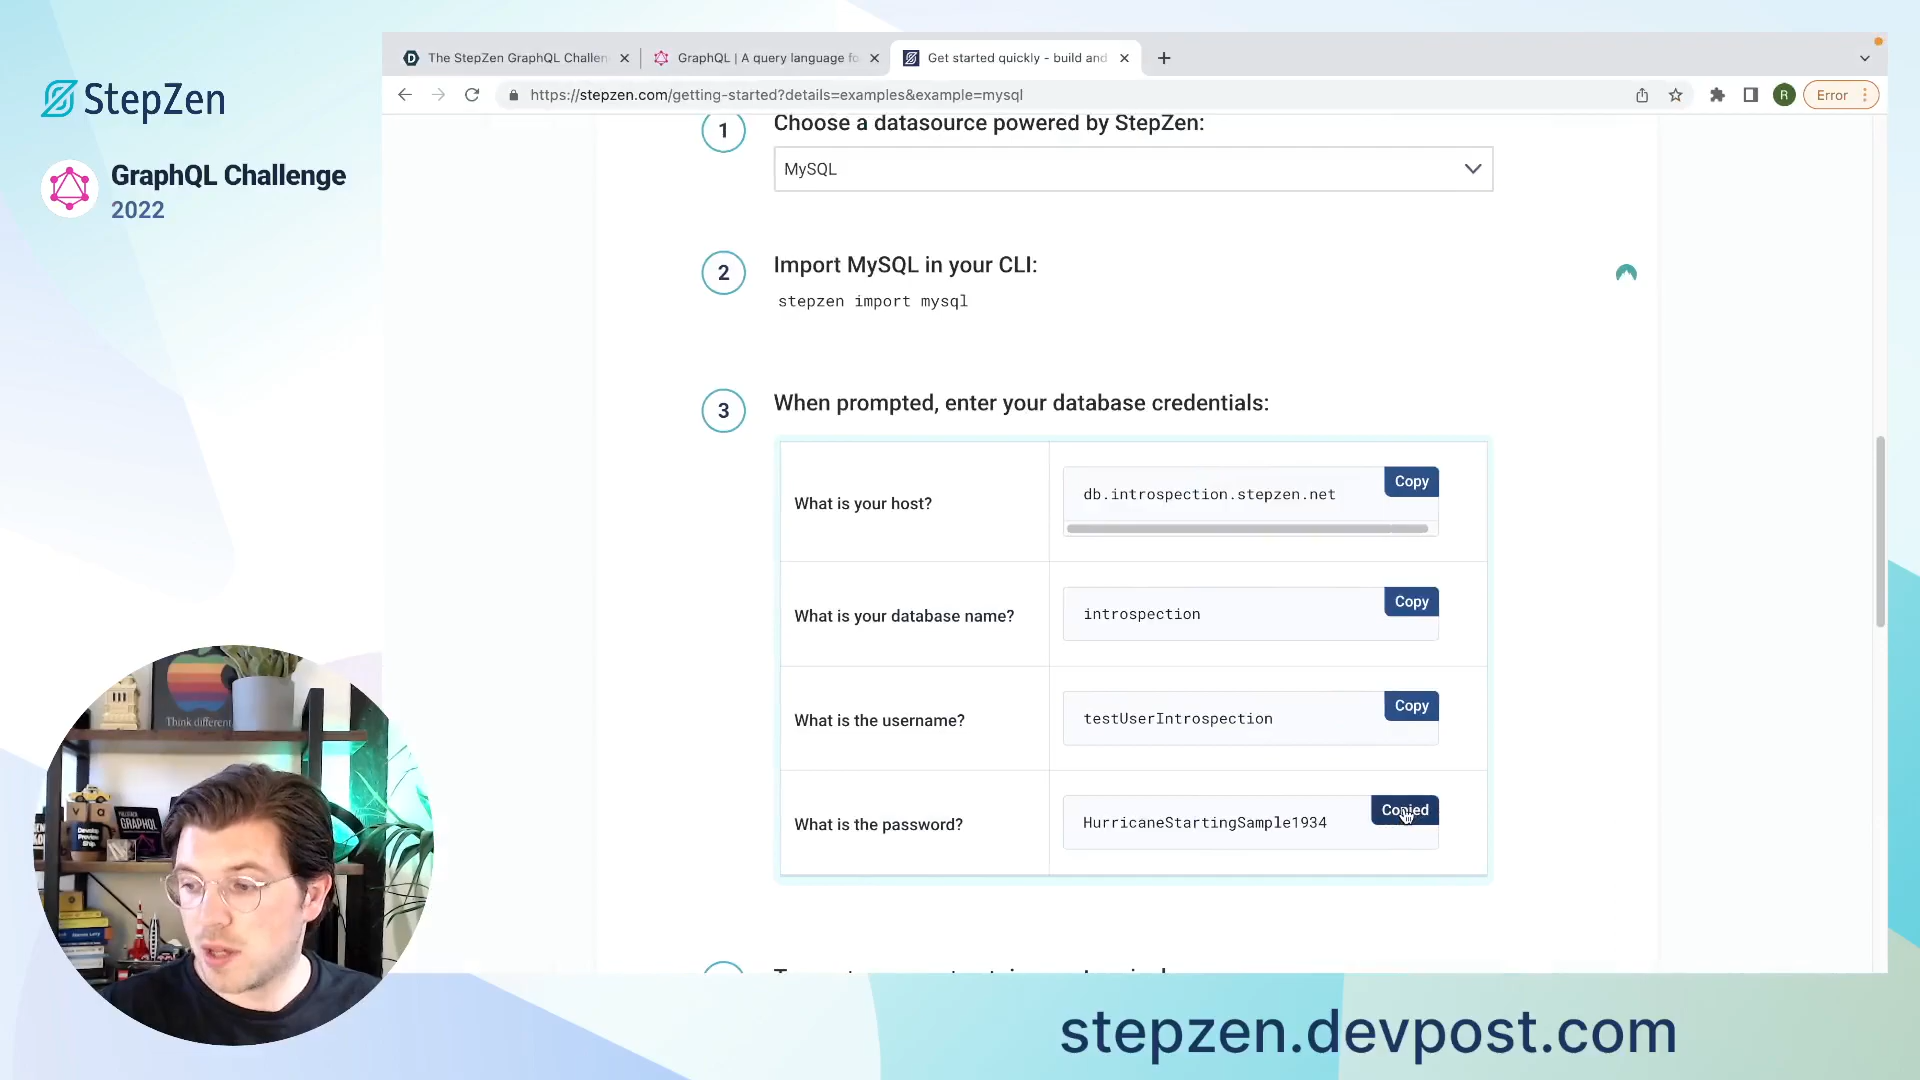 StepZen
GraphQL Challenge
2022
The StepZen GraphQL Challen
GraphQL | A query language fo
Get started quickly - build and
https://stepzen.com/getting-started?details=examples&example=mysql
R
Error
1
Choose a datasource powered by StepZen:
MySQL
2
Import MySQL in your CLI:
stepzen import mysql
3
When prompted, enter your database credentials:
What is your host?
db.introspection.stepzen.net
Copy
What is your database name?
introspection
Copy
What is the username?
testUserIntrospection
Copy
What is the password?
HurricaneStartingSample1934
Copied
Think different
GRAPHQL
stepzen.devpost.com